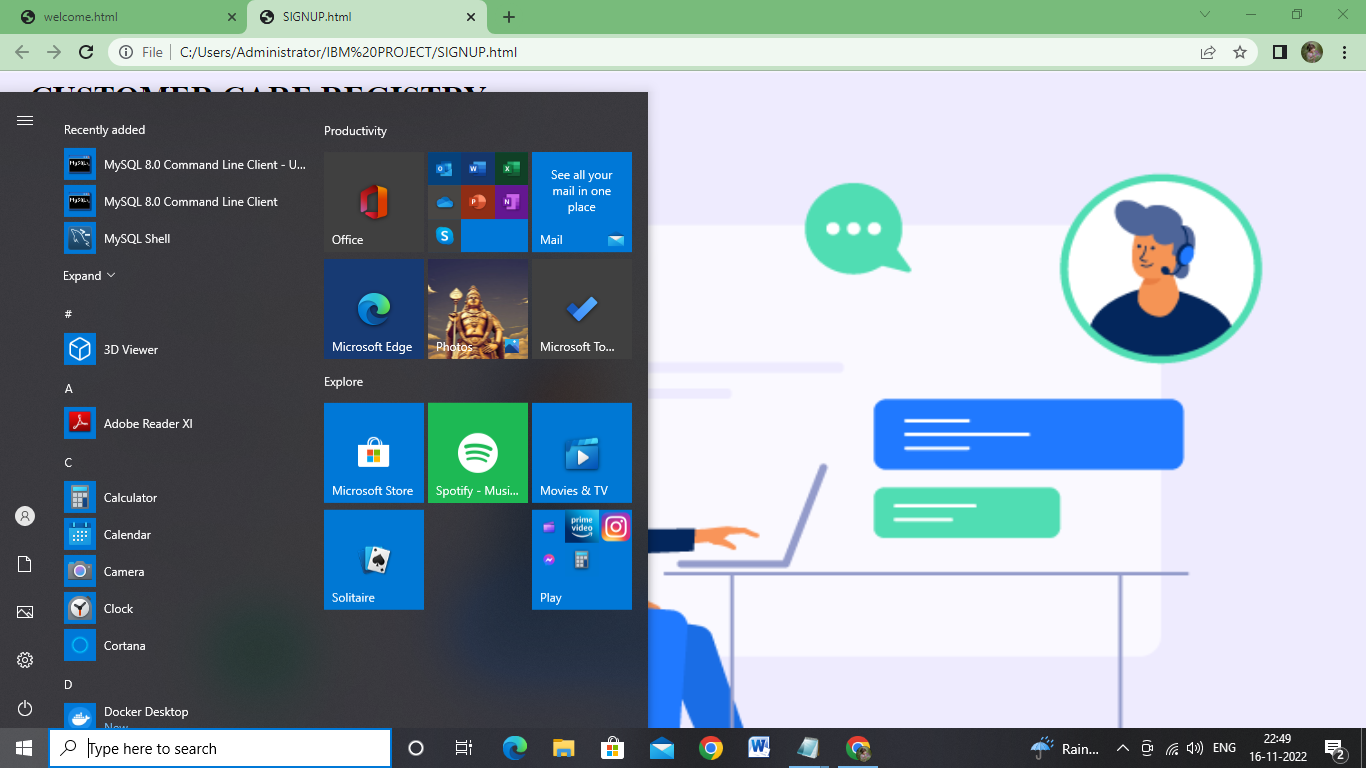 welcome.html
SIGNUP.html
File
C:/Users/Administrator/IBM%20PROJECT/SIGNUP.html
CUSTOMER CARE REGISTRY
Recently added
MySQL 8.0 Command Line Client - U...
MySQL 8.0 Command Line Client
MySQL Shell
Expand
#
3D Viewer
A
Adobe Reader XI
C
Calculator
Calendar
Camera
Clock
Cortana
D
Docker Desktop
New
Productivity
Office
See all your
mail in one
place
Mail
Microsoft Edge
Photos
Microsoft To...
Explore
Microsoft Store
Spotify - Musi...
Movies & TV
Solitaire
prime
video
Play
Type here to search
Rain...
ENG
22:49
16-11-2022
2